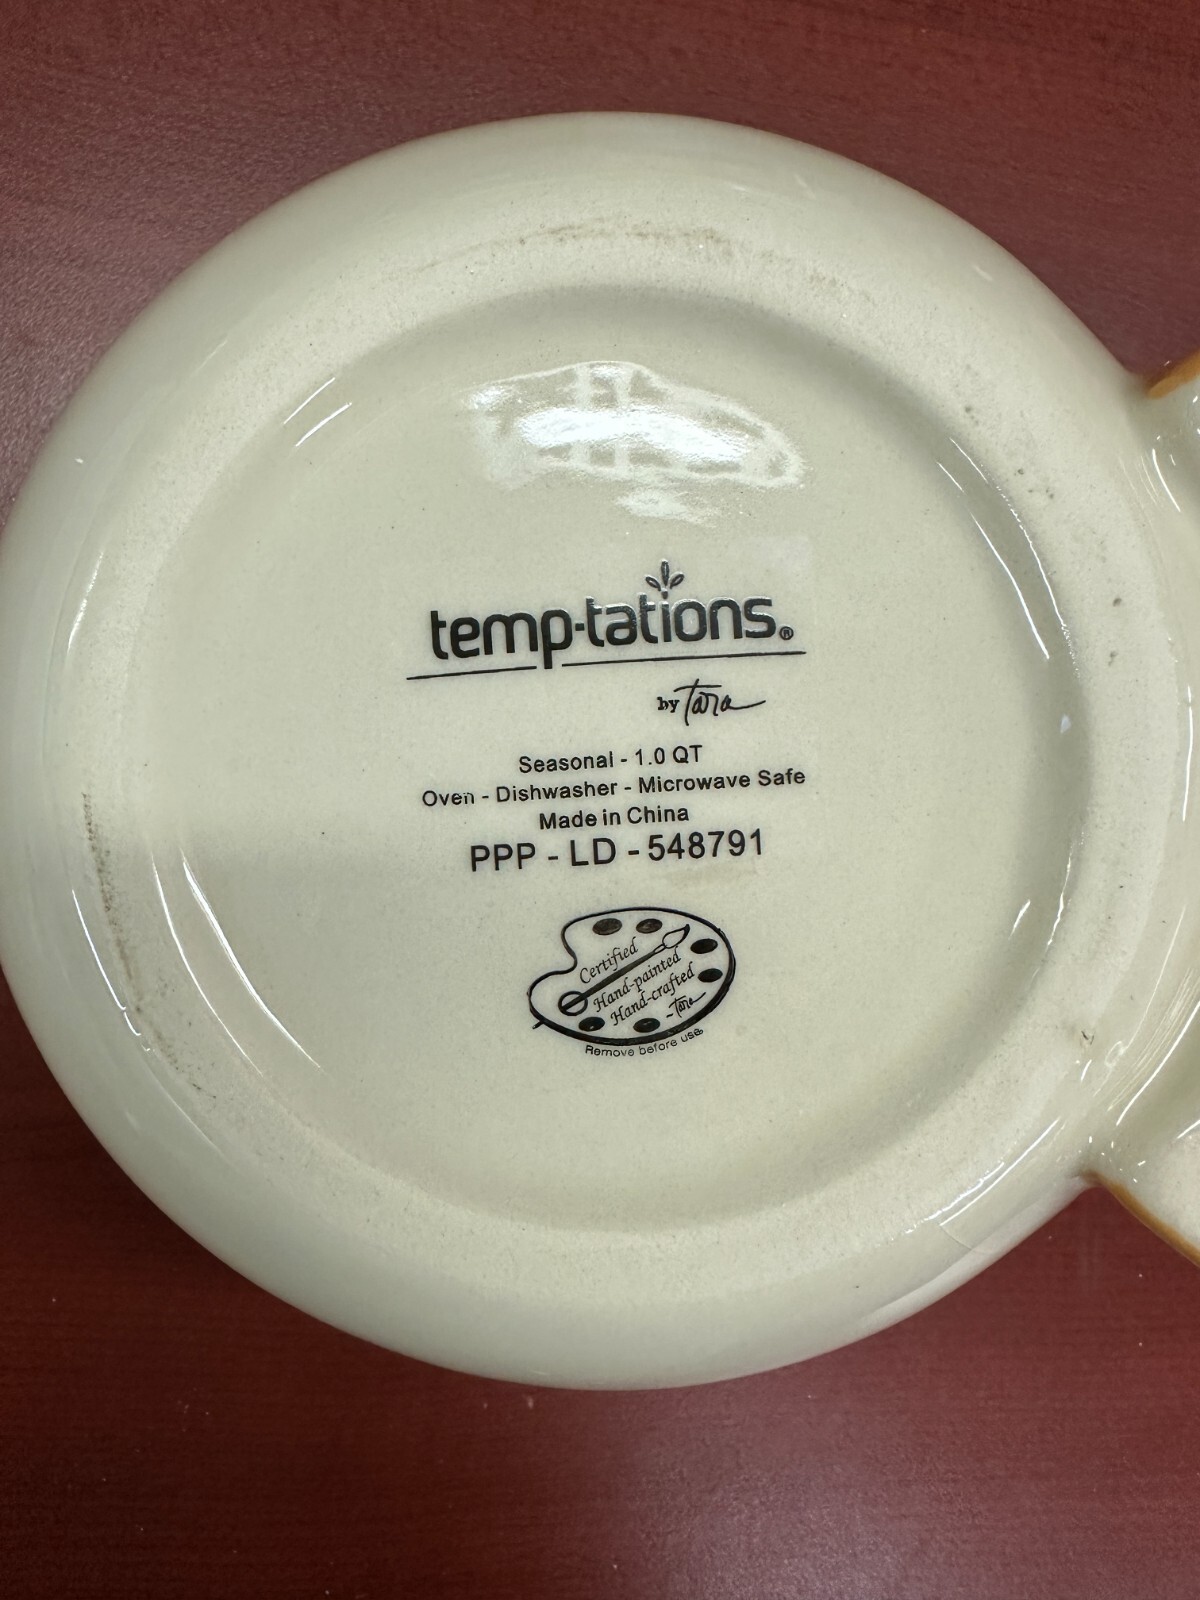 temp-tations®
by Tara
Seasonal - 1.0 QT
Oven - Dishwasher - Microwave Safe
Made in China
PPP - LD - 548791
Certified
Hand-painted
Hand-crafted
-Tara
Remove before use.